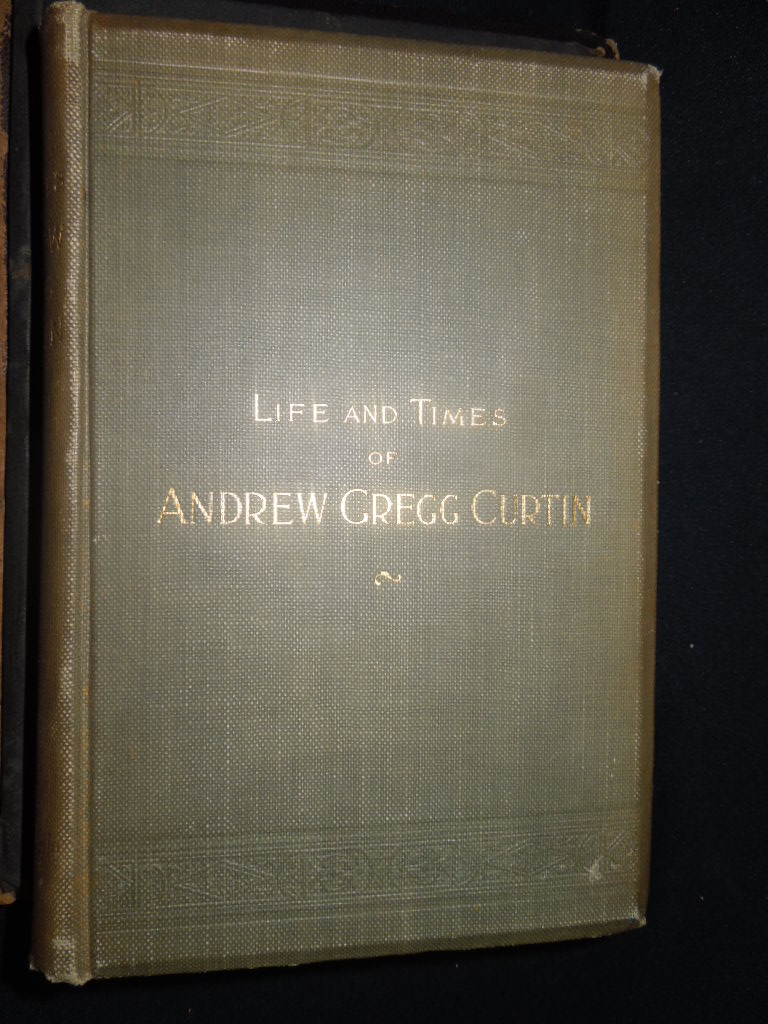 Life and Times
of
Andrew Gregg Curtin
~